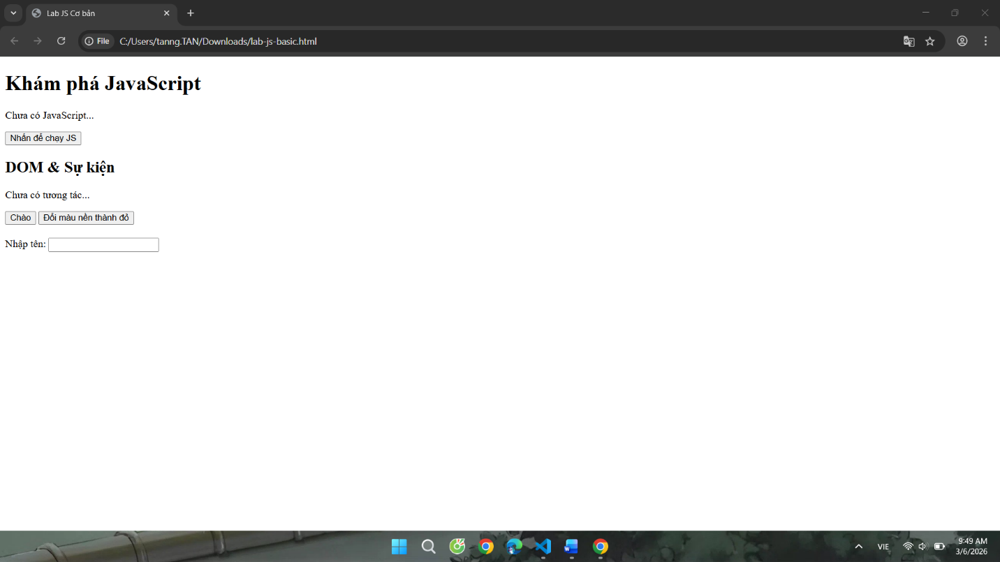 Lab JS Cơ bản
File C:/Users/tanng.TAN/Downloads/lab-js-basic.html
Khám phá JavaScript
Chưa có JavaScript...
Nhấn để chạy JS
DOM & Sự kiện
Chưa có tương tác...
Chào Đổi màu nền thành đỏ
Nhập tên:
VIE
9:49 AM
3/6/2026